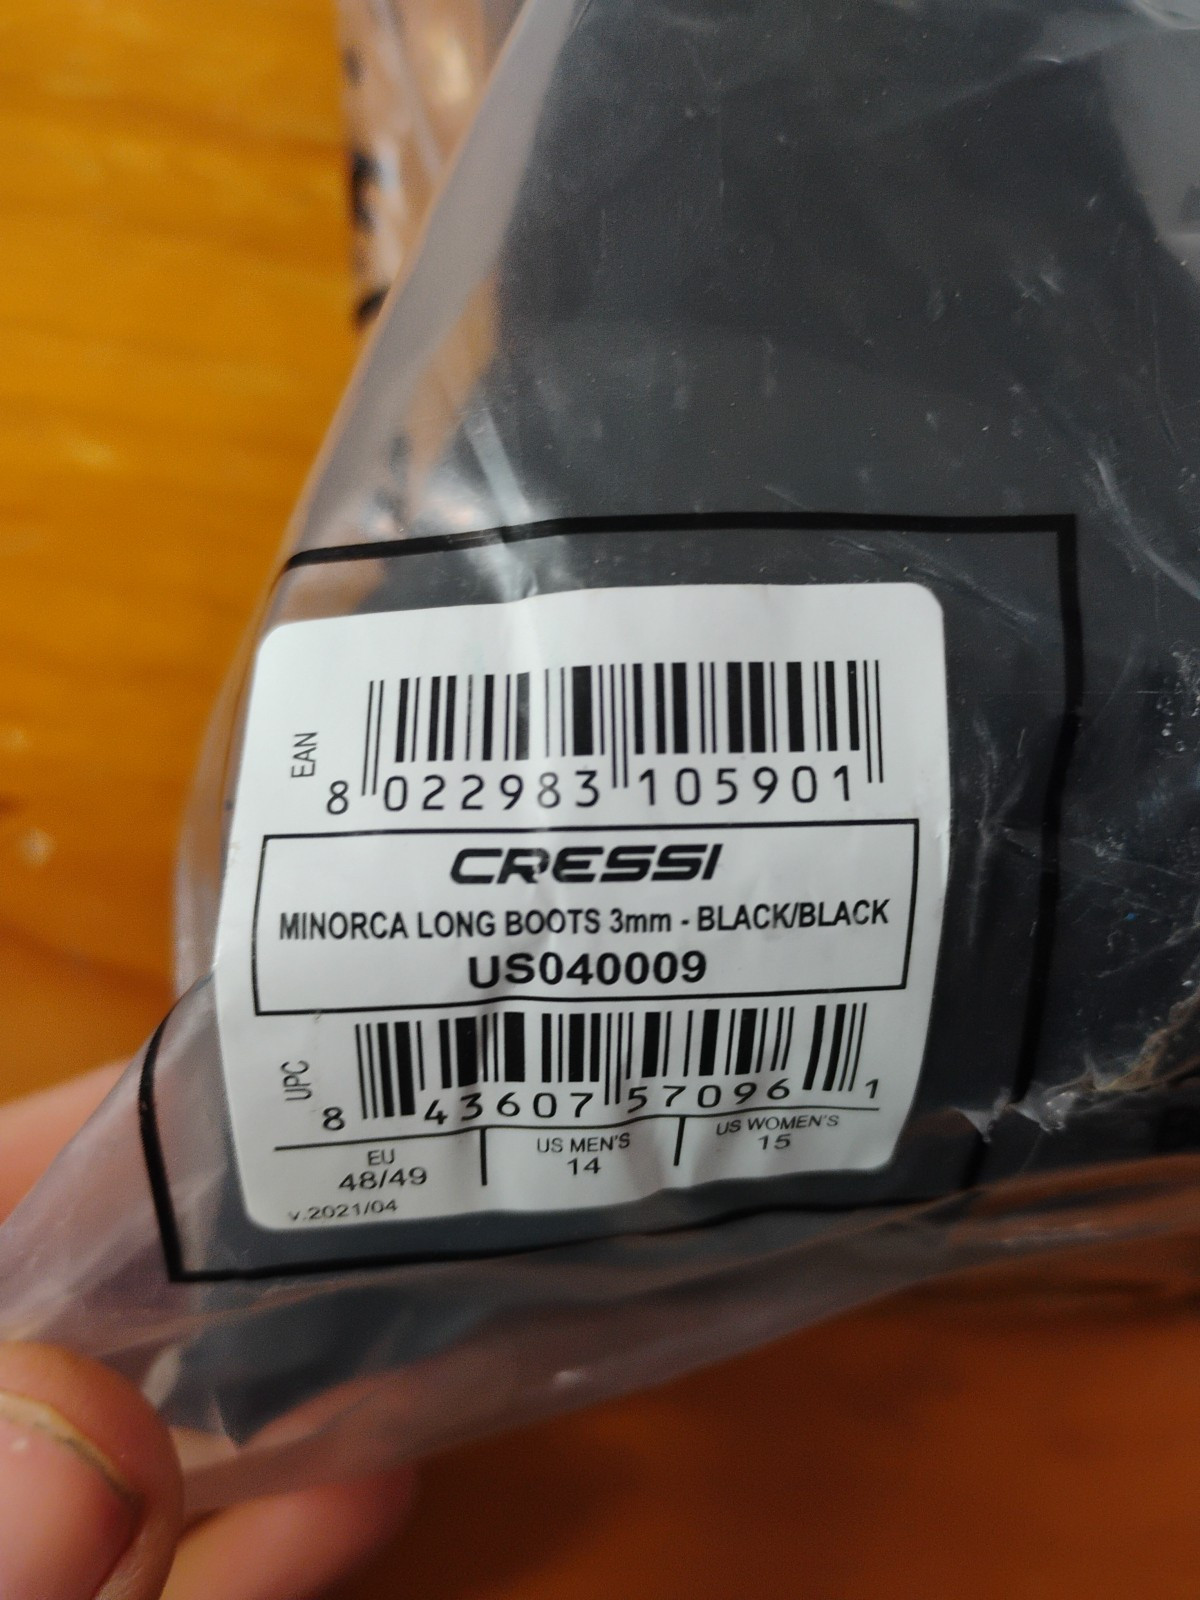 EAN
8 022983 105901
CRESSI
MINORCA LONG BOOTS 3mm - BLACK/BLACK
US040009
UPC
8 43607 57096 1
EU
48/49
US MEN'S
14
US WOMEN'S
15
v.2021/04